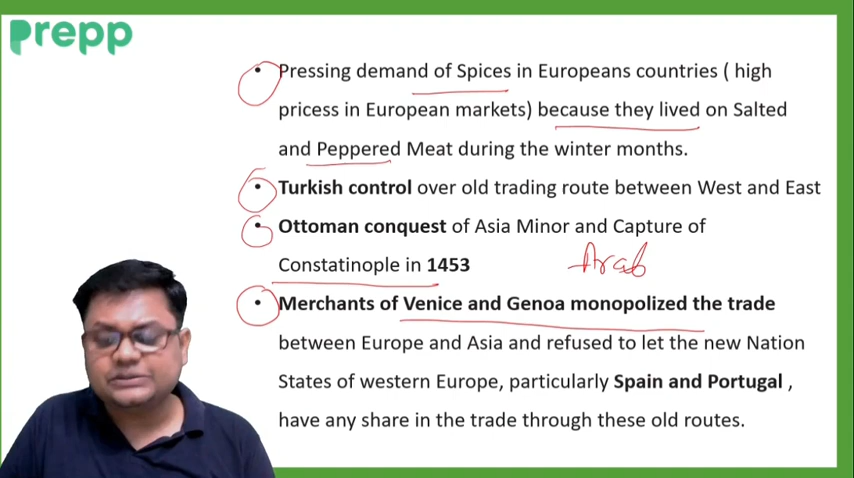 Prepp
• Pressing demand of Spices in Europeans countries ( high
pricess in European markets) because they lived on Salted
and Peppered Meat during the winter months.
• Turkish control over old trading route between West and East
• Ottoman conquest of Asia Minor and Capture of
Constatinople in 1453
Arab
• Merchants of Venice and Genoa monopolized the trade
between Europe and Asia and refused to let the new Nation
States of western Europe, particularly Spain and Portugal ,
have any share in the trade through these old routes.